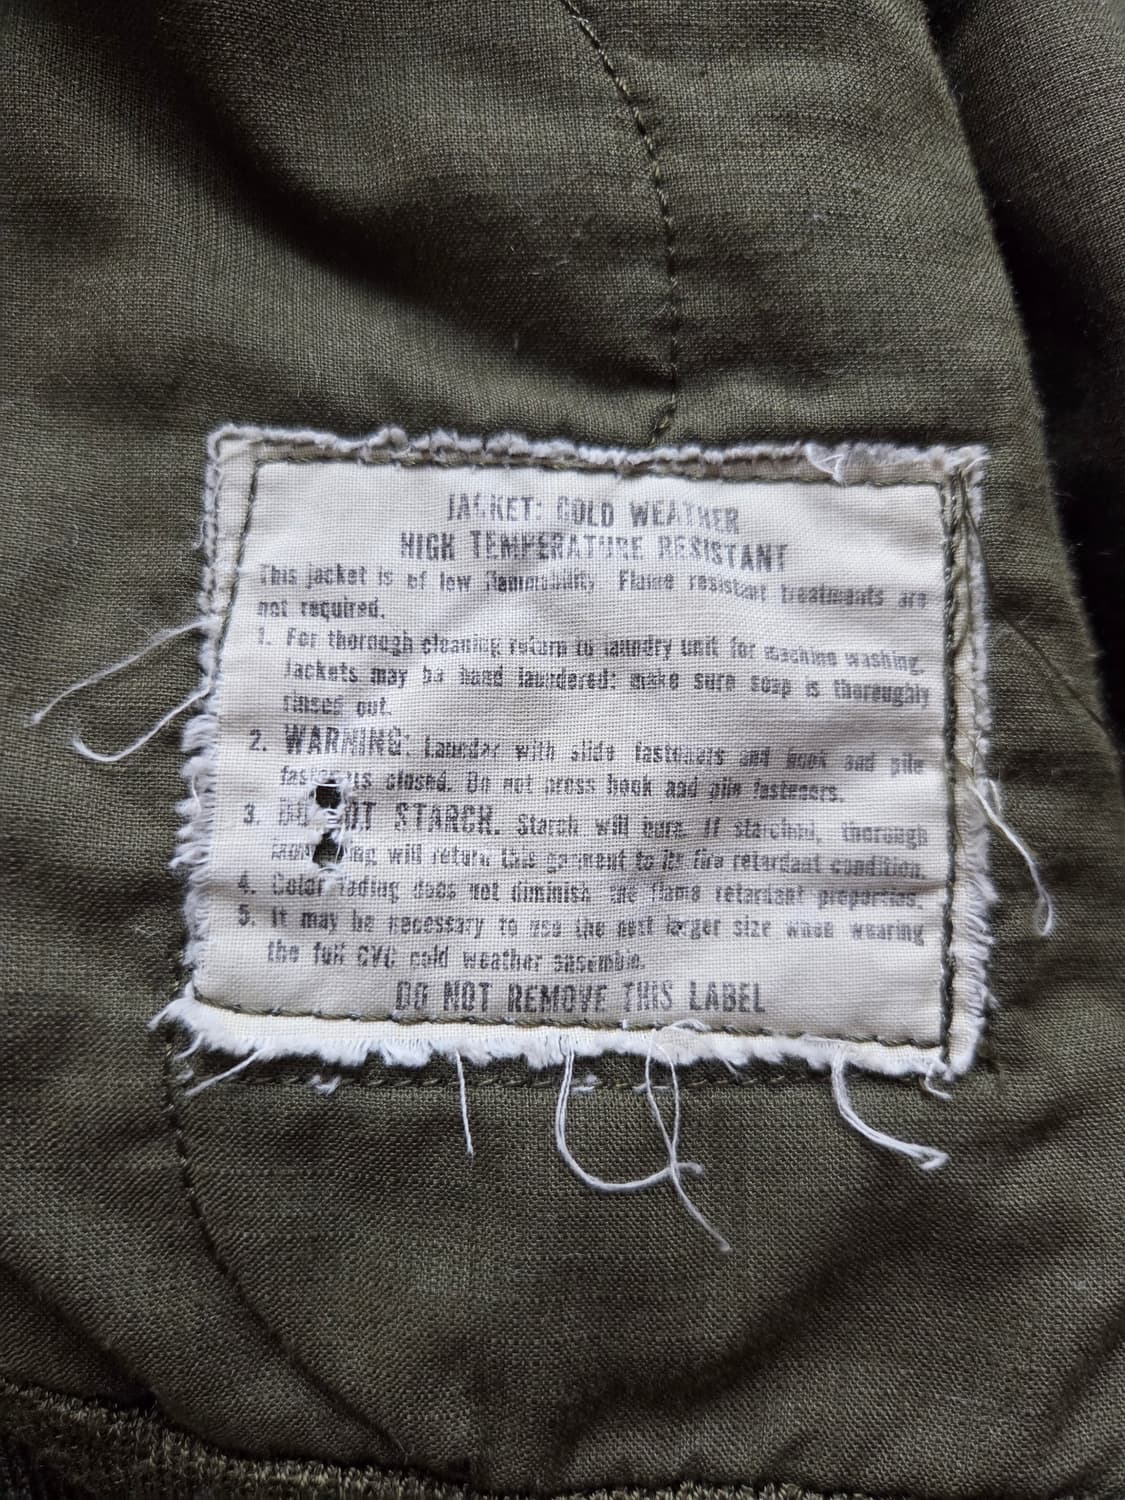 JACKET: COLD WEATHER
HIGH TEMPERATURE RESISTANT
This jacket is of low flammability Flame resistant treatments are
not required.
1. For thorough cleaning return to laundry unit for machine washing.
Jackets may be hand laundered: make sure soap is thoroughly
rinsed out.
2. WARNING: Launder with slide fasteners and hook and pile
closed. Do not press hook and pile fasteners.
3. DO NOT STARCH. Starch will burn. If starched, thorough
will return this garment to its fire retardant condition.
4. Color fading does not diminish the flame retardant properties.
5. It may be necessary to use the next larger size when wearing
the full CVC cold weather ensemble.
DO NOT REMOVE THIS LABEL